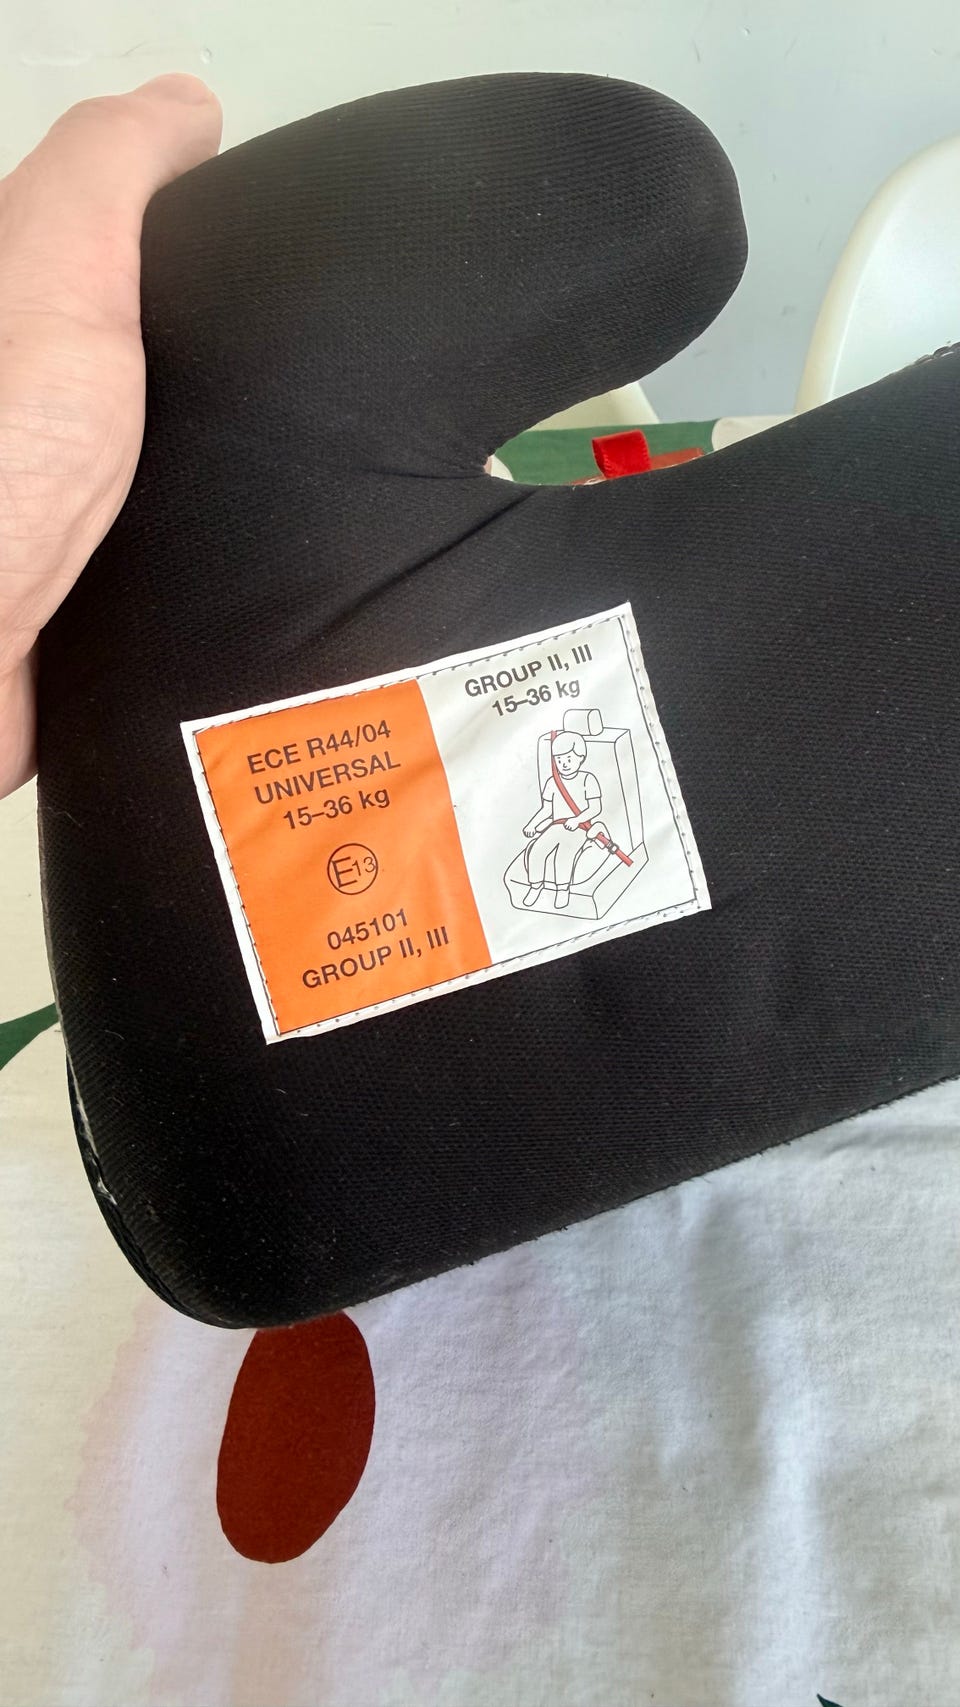 ECE R44/04
UNIVERSAL
15–36 kg
E13
045101
GROUP II, III
GROUP II, III
15–36 kg